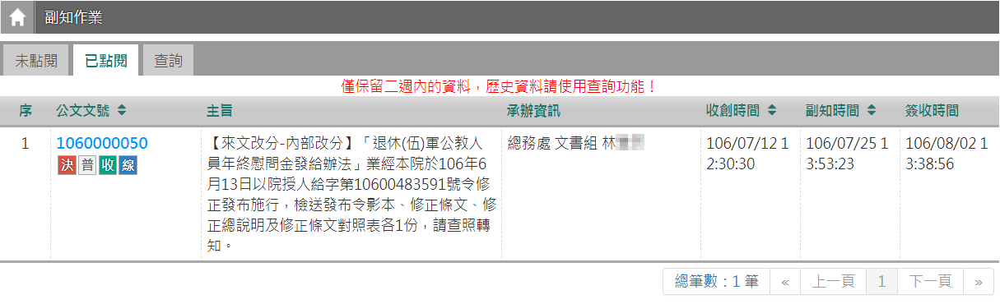 副知作業
未點閱 已點閱 查詢
僅保留二週內的資料，歷史資料請使用查詢功能！
序 公文文號 主旨 承辦資訊 收創時間 副知時間 簽收時間
1 1060000050 【來文改分-內部改分】「退休(伍)軍公教人 總務處 文書組 林 106/07/12 1 106/07/25 1 106/08/02 1
決 普 收 線 員年終慰問金發給辦法」業經本院於106年6 2:30:30 3:53:23 3:38:56
月13日以院授人給字第10600483591號令修
正發布施行，檢送發布令影本、修正條文、修
正總說明及修正條文對照表各1份，請查照轉
知。
總筆數：1 筆 « 上一頁 1 下一頁 »